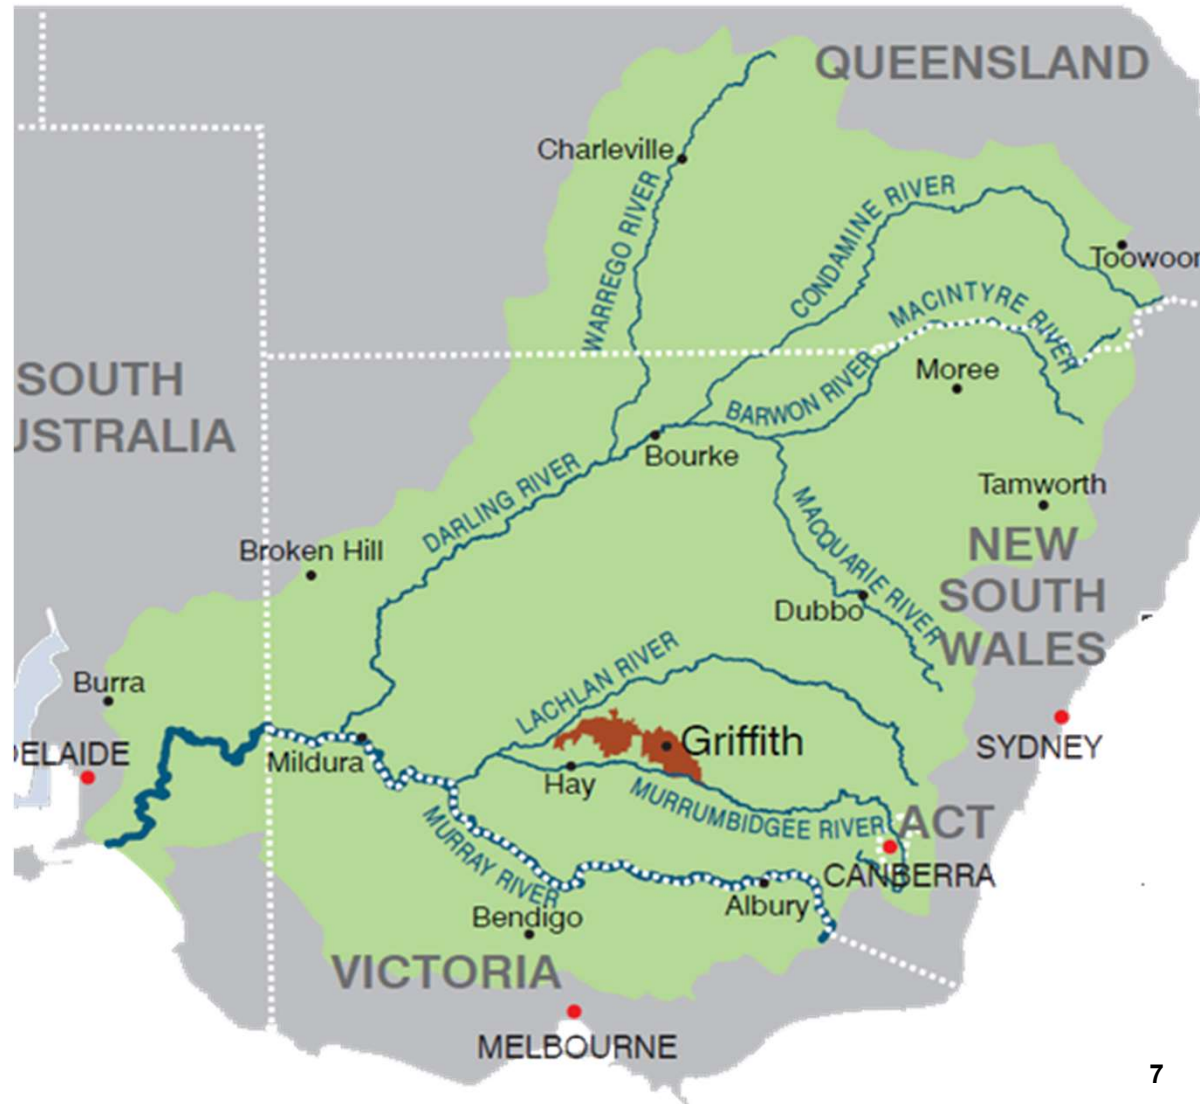 QUEENSLAND
Charleville
WARREGO RIVER
CONDAMINE RIVER
Toowoor
MACINTYRE RIVER
SOUTH
USTRALIA
Moree
BARWON RIVER
Bourke
DARLING RIVER
Tamworth
MACQUARIE RIVER
NEW
SOUTH
WALES
Broken Hill
Dubbo
LACHLAN RIVER
Burra
DELAIDE
Mildura
Griffith
SYDNEY
Hay
MURRUMBIDGEE RIVER
ACT
MURRAY RIVER
CANBERRA
Albury
Bendigo
VICTORIA
MELBOURNE
7